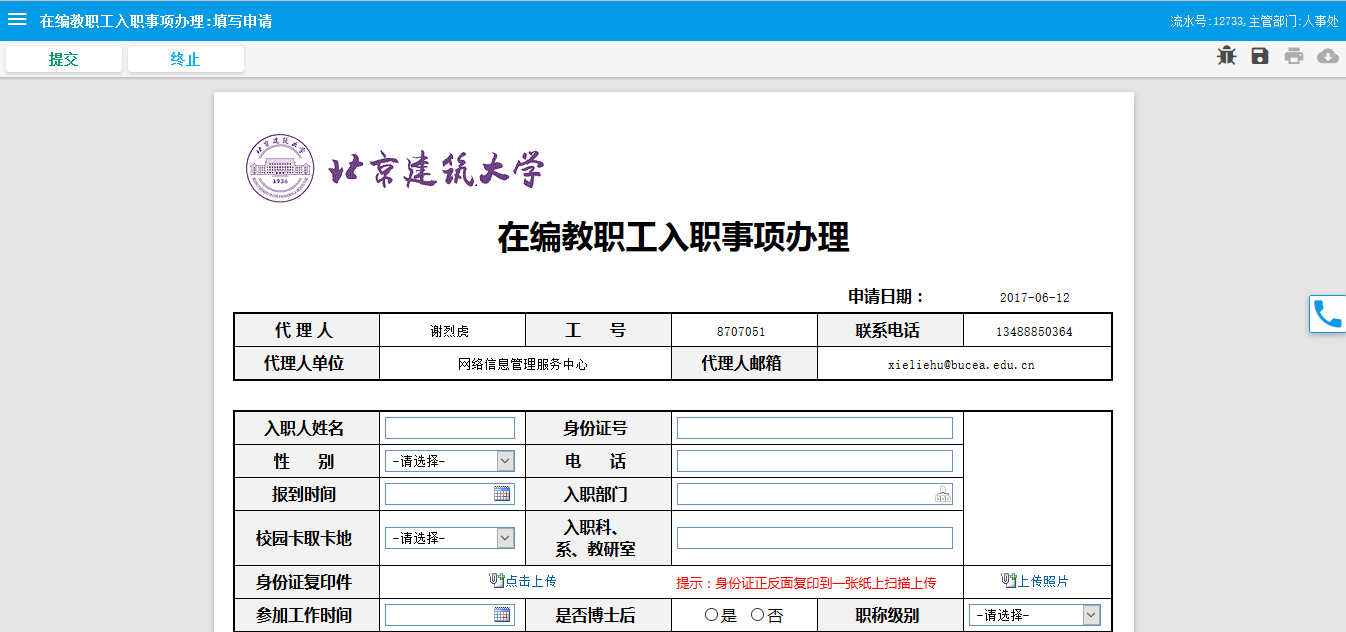 在编教职工入职事项办理:填写申请
流水号:12733,主管部门:人事处
提交 终止
北京建筑大学
1936
北京建筑大学
在编教职工入职事项办理
申请日期： 2017-06-12
代 理 人 谢烈虎 工 号 8707051 联系电话 13488850364
代理人单位 网络信息管理服务中心 代理人邮箱 xieliehu@bucea.edu.cn
入职人姓名 身份证号
性 别 -请选择- 电 话
报到时间 入职部门
校园卡取卡地 -请选择- 入职科、
系、教研室
身份证复印件 点击上传 提示：身份证正反面复印到一张纸上扫描上传 上传照片
参加工作时间 是否博士后 是 否 职称级别 -请选择-